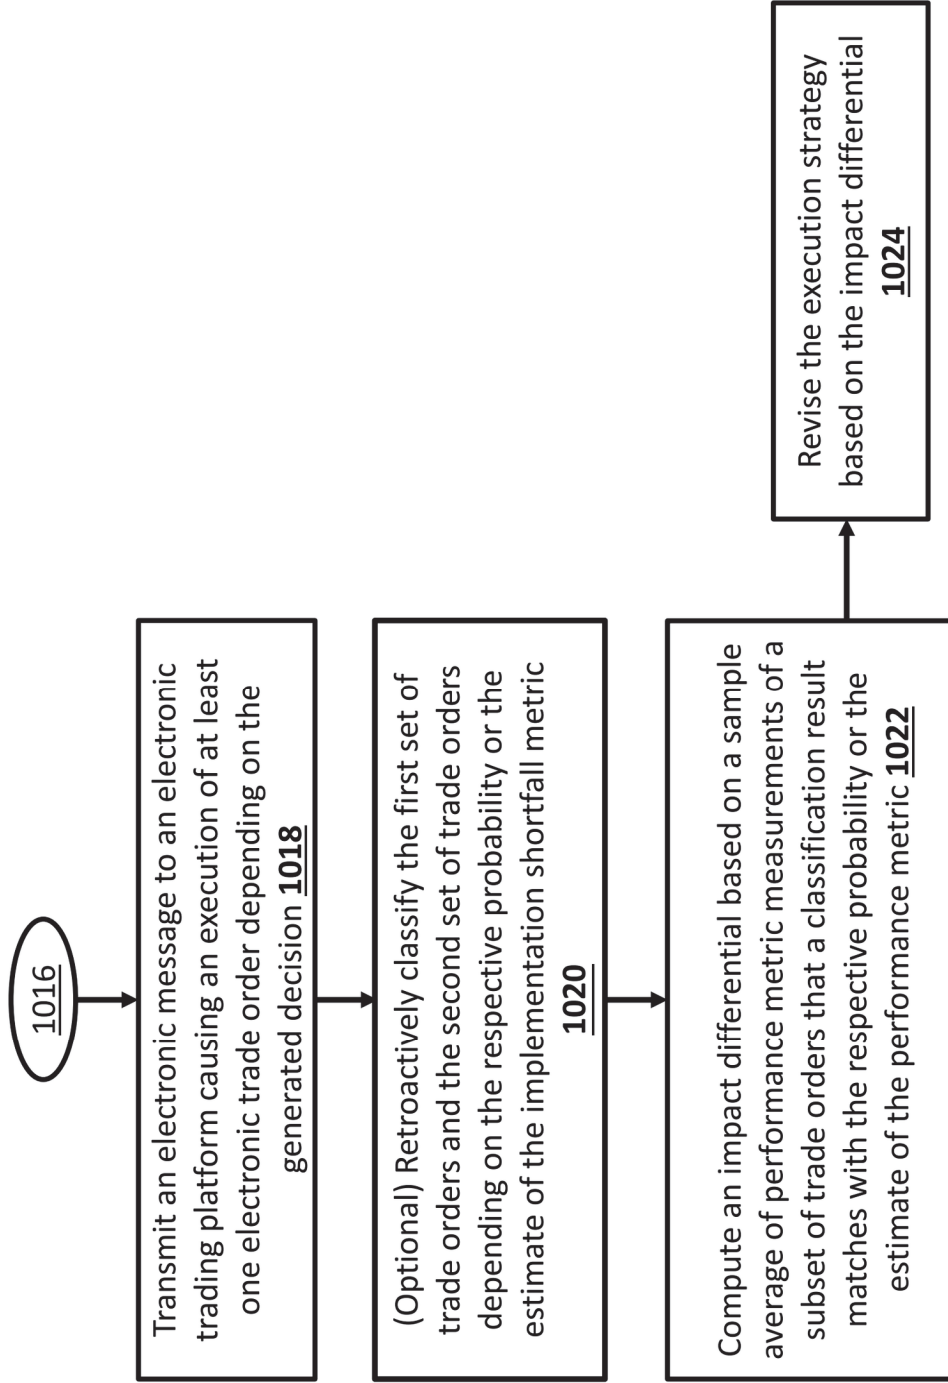 1016
Transmit an electronic message to an electronic
trading platform causing an execution of at least
one electronic trade order depending on the
generated decision 1018
(Optional) Retroactively classify the first set of
trade orders and the second set of trade orders
depending on the respective probability or the
estimate of the implementation shortfall metric
1020
Compute an impact differential based on a sample
average of performance metric measurements of a
subset of trade orders that a classification result
matches with the respective probability or the
estimate of the performance metric 1022
Revise the execution strategy
based on the impact differential
1024